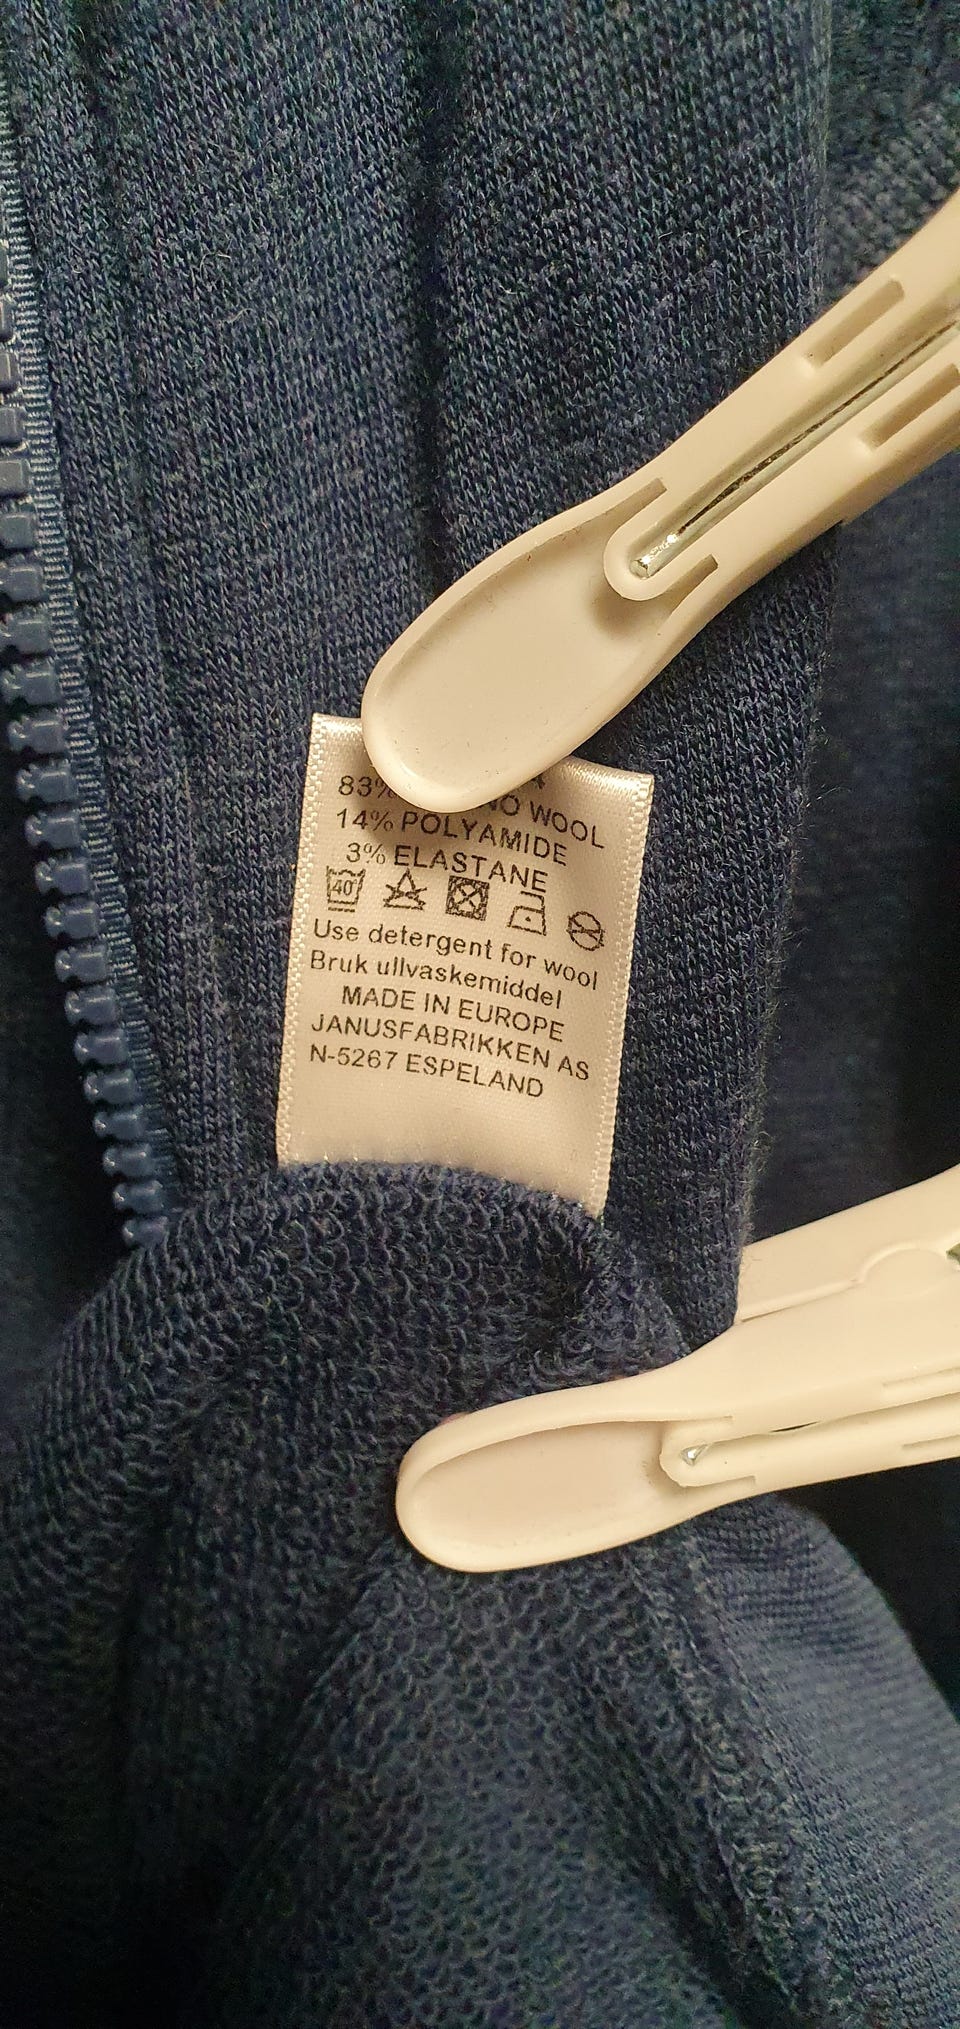 83% WOOL
14% POLYAMIDE
3% ELASTANE
40
Use detergent for wool
Bruk ullvaskemiddel
MADE IN EUROPE
JANUSFABRIKKEN AS
N-5267 ESPELAND